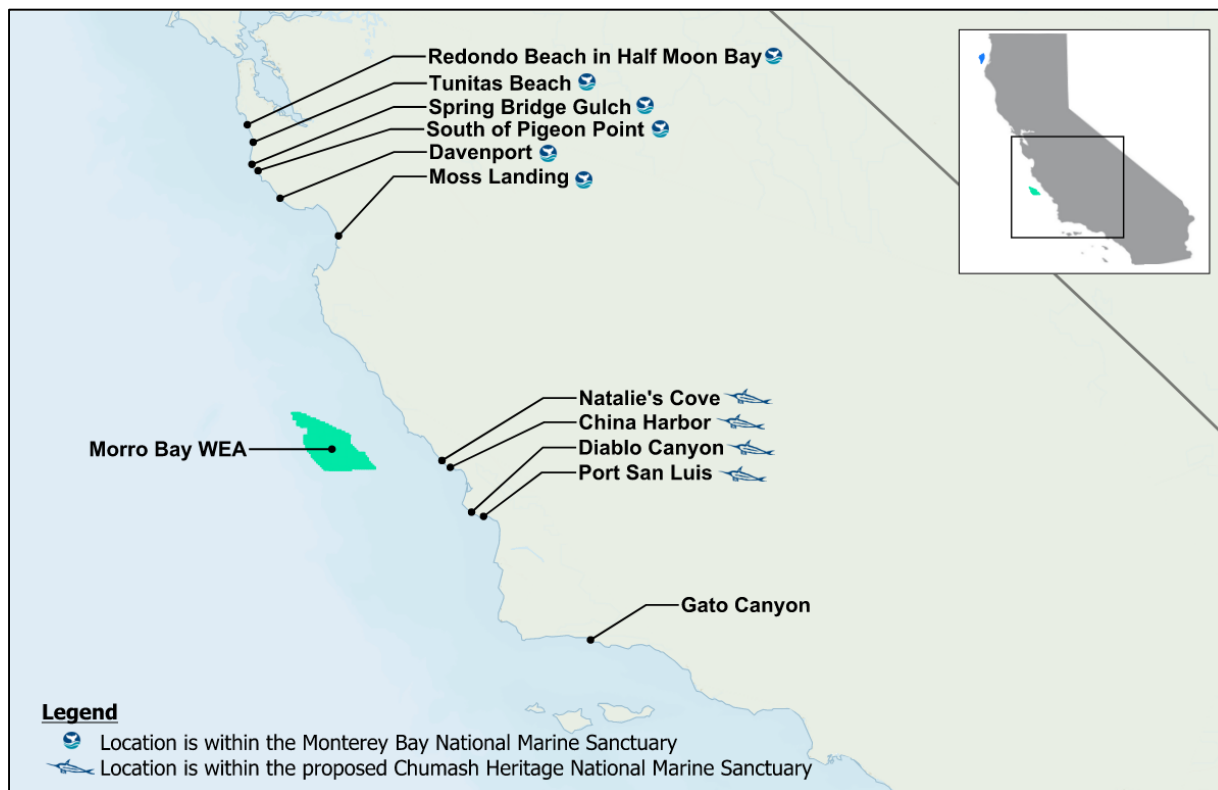 Redondo Beach in Half Moon Bay
Tunitas Beach
Spring Bridge Gulch
South of Pigeon Point
Davenport
Moss Landing
Natalie's Cove
China Harbor
Diablo Canyon
Port San Luis
Morro Bay WEA
Gato Canyon
Legend
Location is within the Monterey Bay National Marine Sanctuary
Location is within the proposed Chumash Heritage National Marine Sanctuary